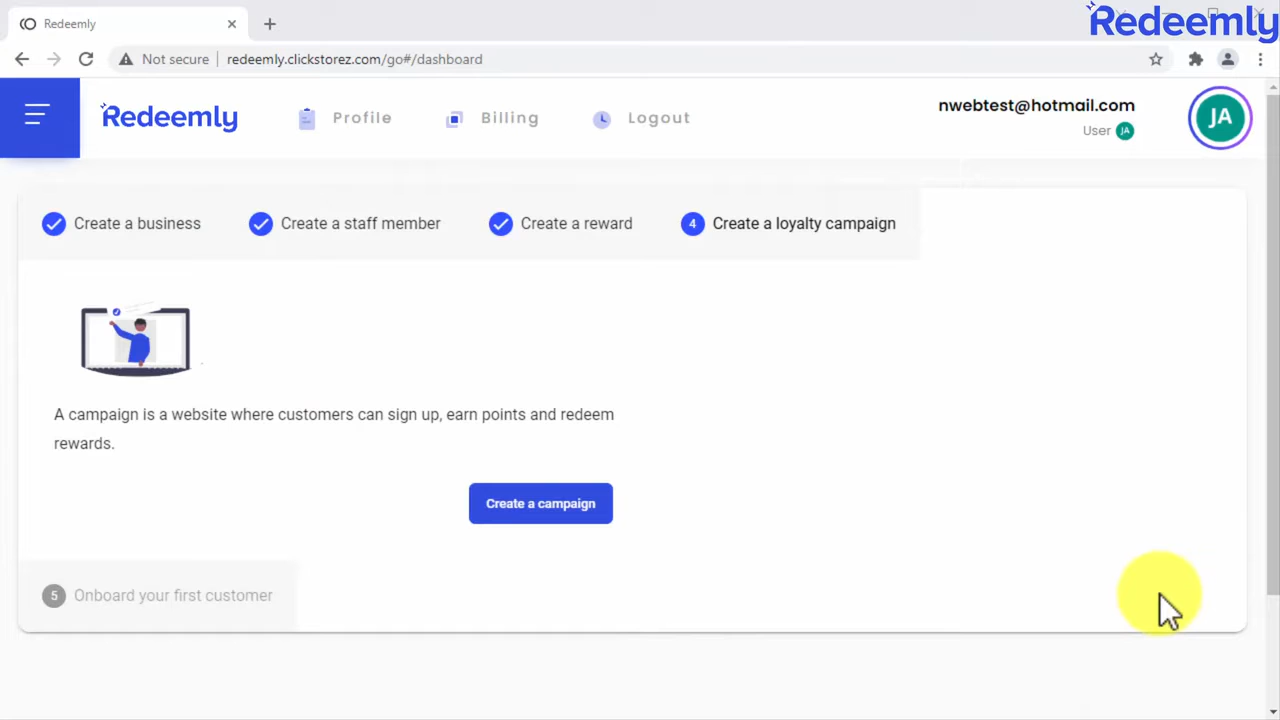 Redeemly
Redeemly
Not secure
redeemly.clickstorez.com/go#/dashboard
Redeemly
Profile
Billing
Logout
nwebtest@hotmail.com
User JA
JA
Create a business
Create a staff member
Create a reward
4 Create a loyalty campaign
A campaign is a website where customers can sign up, earn points and redeem
rewards.
Create a campaign
5 Onboard your first customer